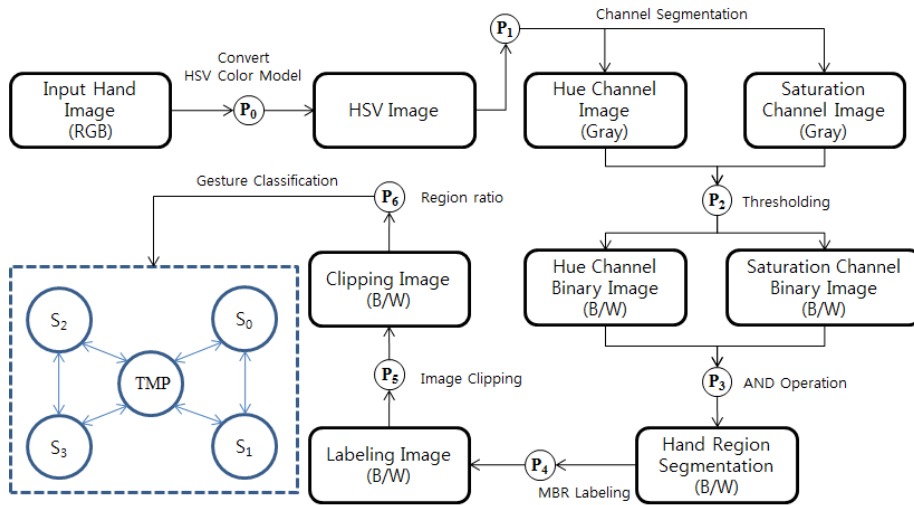 Input Hand
Image
(RGB)
Convert
HSV Color Model
P0
HSV Image
P1
Channel Segmentation
Hue Channel
Image
(Gray)
Saturation
Channel Image
(Gray)
P2
Thresholding
Hue Channel
Binary Image
(B/W)
Saturation Channel
Binary Image
(B/W)
P3
AND Operation
Hand Region
Segmentation
(B/W)
P4
MBR Labeling
Labeling Image
(B/W)
P5
Image Clipping
Clipping Image
(B/W)
P6
Region ratio
Gesture Classification
S2
S0
TMP
S3
S1